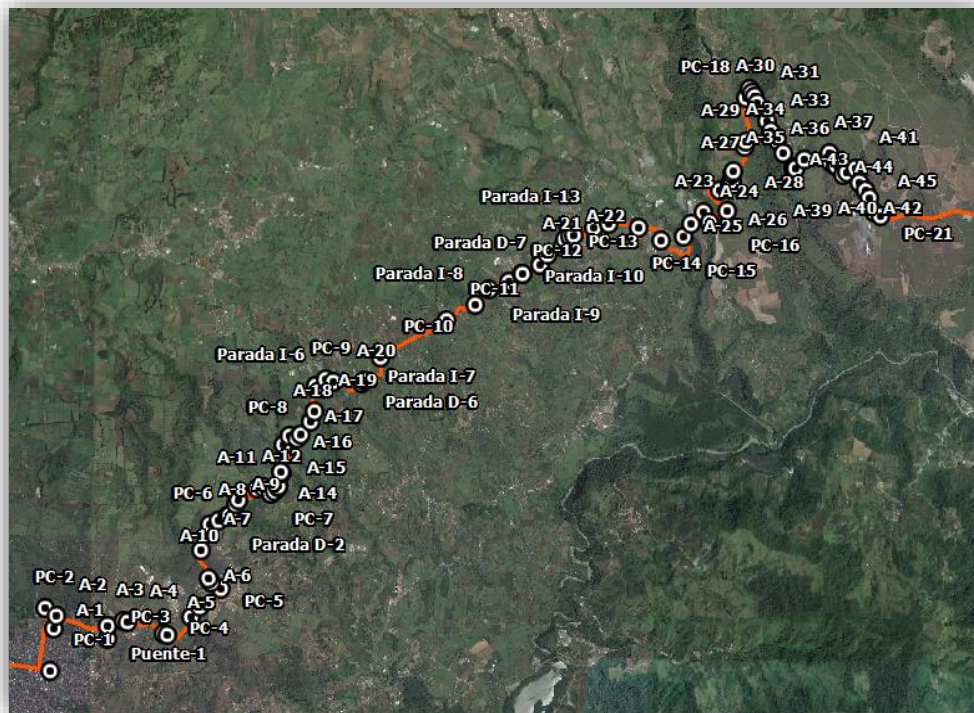 PC-18 A-30 A-31
A-29 A-34 A-33
A-27 A-35 A-36 A-37
A-41
A-43 A-44
A-23 A-24 A-28 A-45
Parada I-13
A-21 A-22 A-25 A-26 A-39 A-40 A-42
Parada D-7 PC-12 PC-13 PC-16 PC-21
Parada I-8 Parada I-10 PC-14 PC-15
PC-11
PC-10 Parada I-9
Parada I-6 PC-9 A-20
A-18 A-19 Parada I-7
PC-8 A-17 Parada D-6
A-16
A-11 A-12 A-15
PC-6 A-8 A-9 A-14
A-7 PC-7
A-10 Parada D-2
A-6
PC-2 A-2 A-3 A-4 PC-5
A-1 A-5
PC-1 PC-3 PC-4
Puente-1